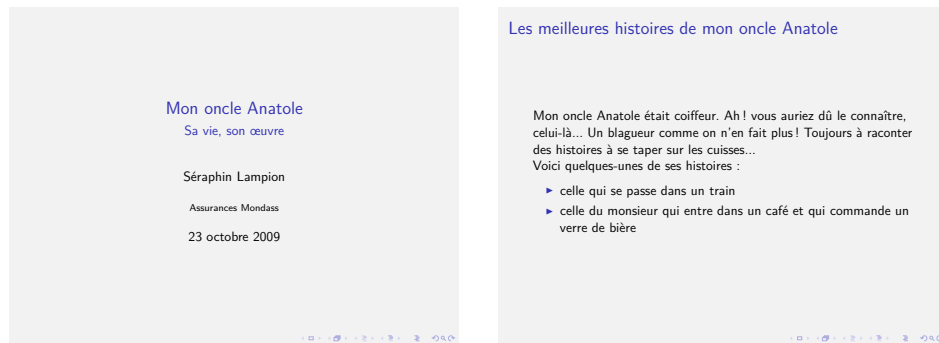 Mon oncle Anatole
Sa vie, son œuvre
Séraphin Lampion
Assurances Mondass
23 octobre 2009
Les meilleures histoires de mon oncle Anatole
Mon oncle Anatole était coiffeur. Ah ! vous auriez dû le connaître,
celui-là... Un blagueur comme on n'en fait plus ! Toujours à raconter
des histoires à se taper sur les cuisses...
Voici quelques-unes de ses histoires :
celle qui se passe dans un train
celle du monsieur qui entre dans un café et qui commande un
verre de bière